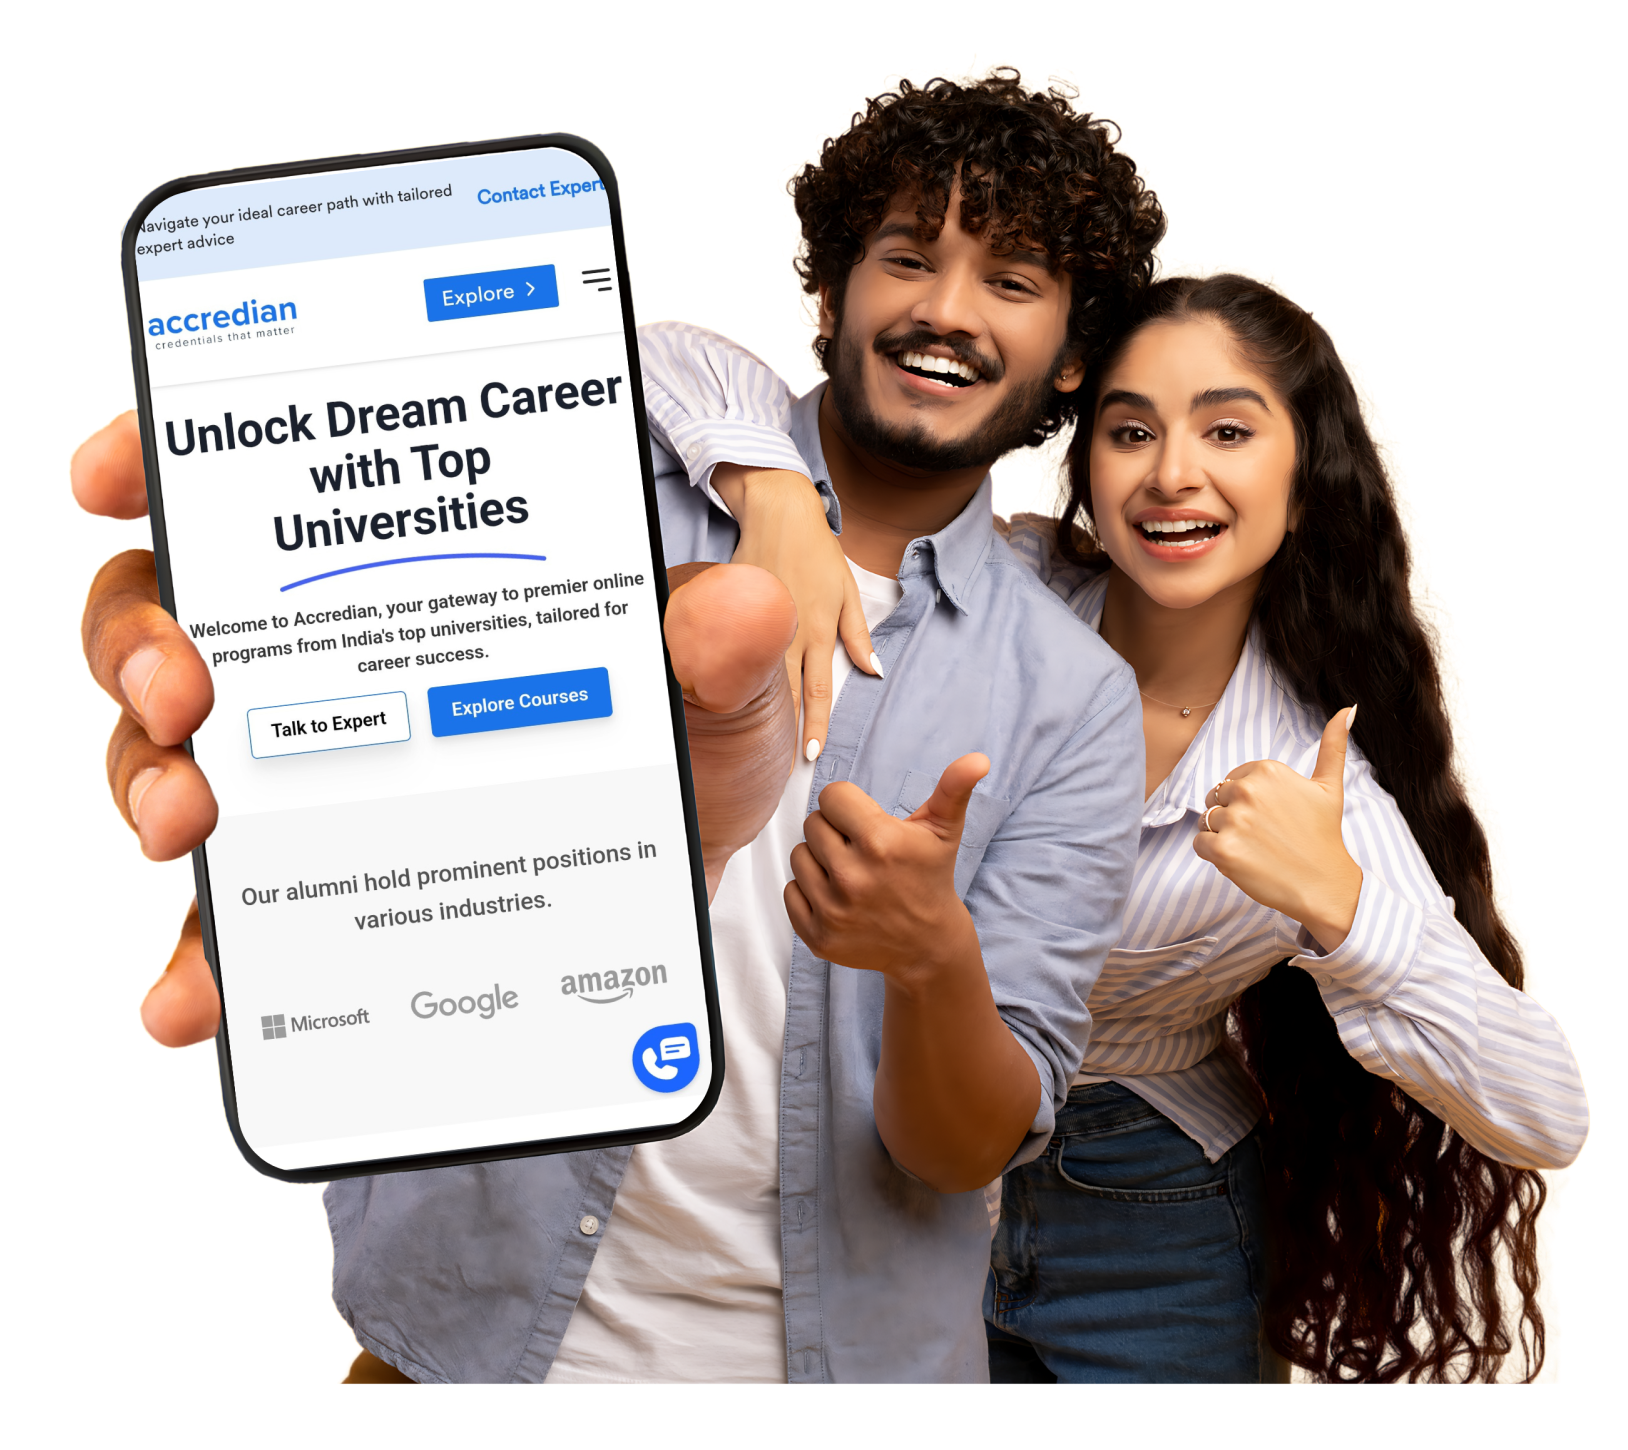 Navigate your ideal career path with tailored
expert advice
Contact Expert
accredian
credentials that matter
Explore
Unlock Dream Career
with Top
Universities
Welcome to Accredian, your gateway to premier online
programs from India's top universities, tailored for
career success.
Talk to Expert
Explore Courses
Our alumni hold prominent positions in
various industries.
Microsoft
Google
amazon